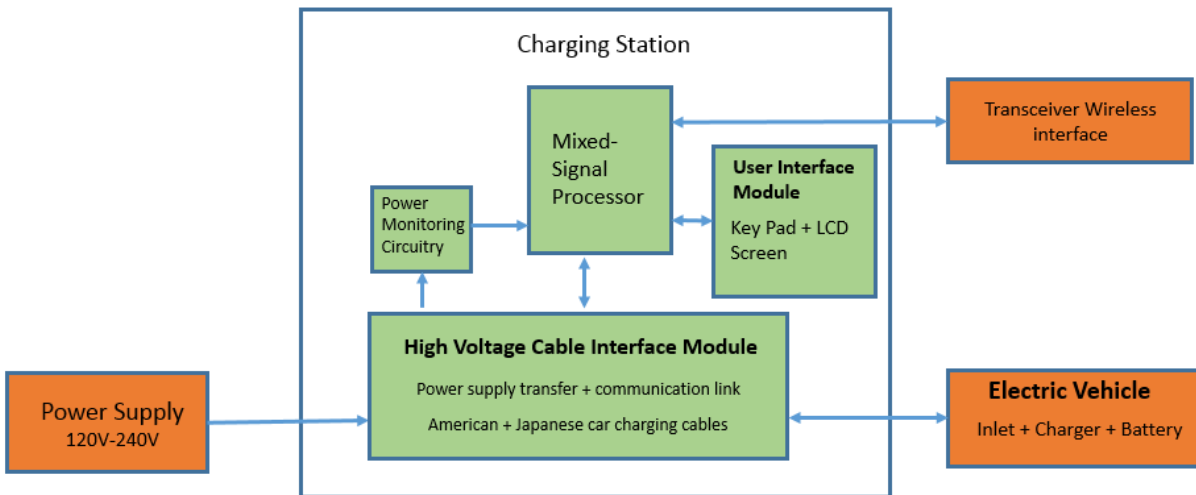 Charging Station
Mixed-
Signal
Processor
Transceiver Wireless
interface
User Interface
Module
Key Pad + LCD
Screen
Power
Monitoring
Circuitry
High Voltage Cable Interface Module
Power supply transfer + communication link
American + Japanese car charging cables
Power Supply
120V-240V
Electric Vehicle
Inlet + Charger + Battery